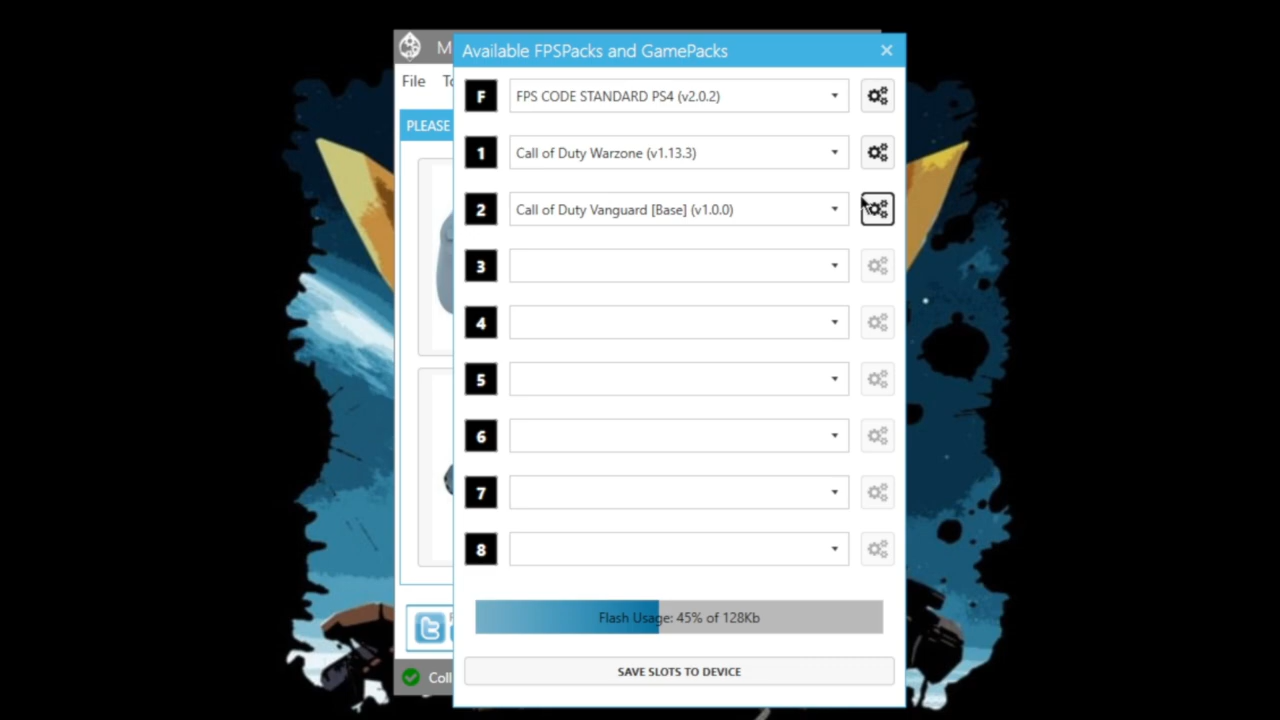 M
Available FPSPacks and GamePacks
File
PLEASE
F
FPS CODE STANDARD PS4 (v2.0.2)
1
Call of Duty Warzone (v1.13.3)
2
Call of Duty Vanguard [Base] (v1.0.0)
3
4
5
6
7
8
Flash Usage: 45% of 128Kb
SAVE SLOTS TO DEVICE
Coll